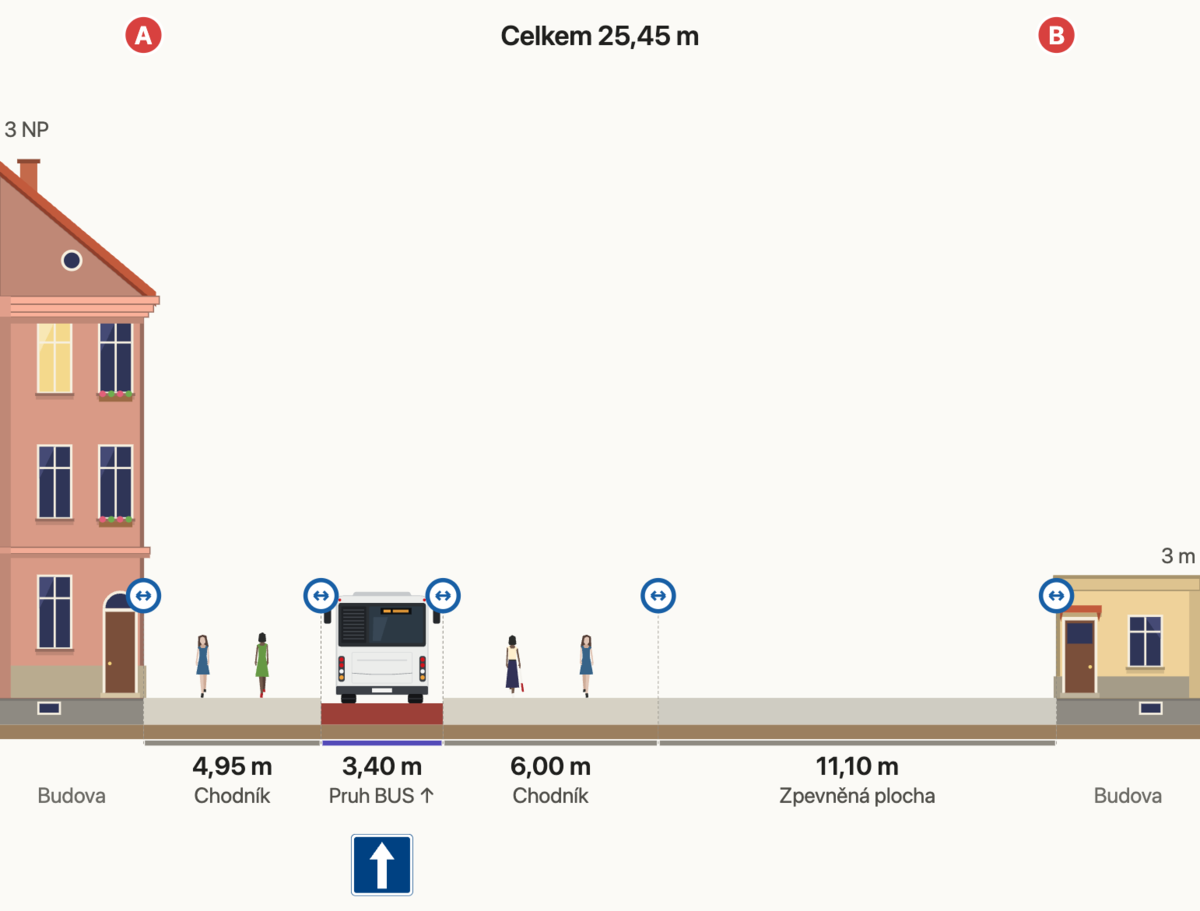 A
Celkem 25,45 m
B
3 NP
3 m
4,95 m
3,40 m
6,00 m
11,10 m
Budova
Chodník
Pruh BUS ↑
Chodník
Zpevněná plocha
Budova